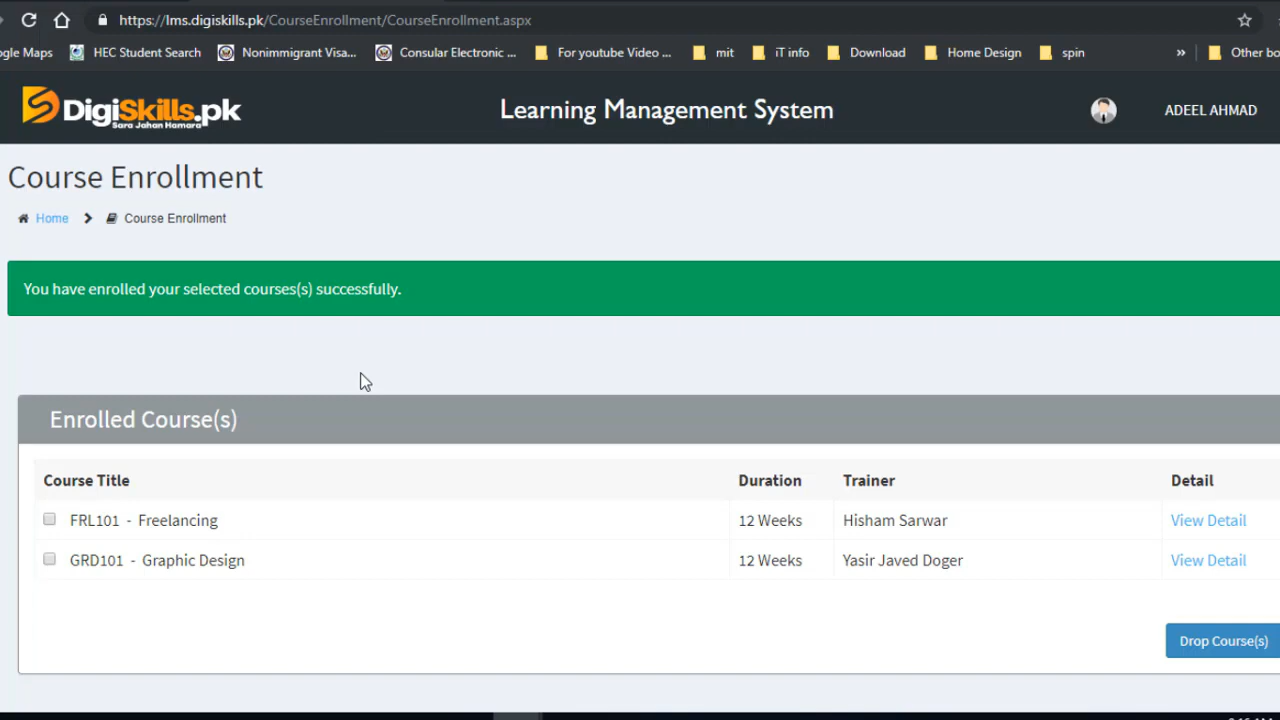 https://lms.digiskills.pk/CourseEnrollment/CourseEnrollment.aspx
ogle Maps HEC Student Search Nonimmigrant Visa... Consular Electronic ... For youtube Video ... mit iT info Download Home Design spin » Other bo
DigiSkills.pk Learning Management System ADEEL AHMAD
Sara Jahan Hamara
Course Enrollment
Home Course Enrollment
You have enrolled your selected courses(s) successfully.
Enrolled Course(s)
Course Title Duration Trainer Detail
FRL101 - Freelancing 12 Weeks Hisham Sarwar View Detail
GRD101 - Graphic Design 12 Weeks Yasir Javed Doger View Detail
Drop Course(s)